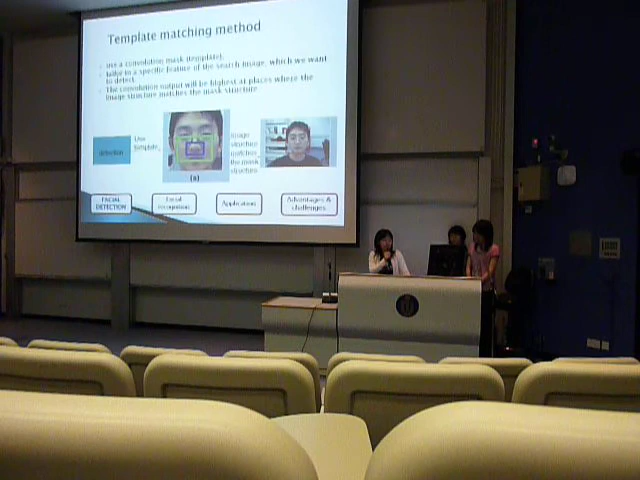 Template matching method
use a convolution mask (template),
tailor to a specific feature of the search image, which we want
to detect.
The convolution output will be highest at places where the
image structure matches the mask structure
detection
Use
template
(a)
Image
structure
matches
the mask
structure
FACIAL
DETECTION
Facial
recognition
Application
Advantages &
challenges